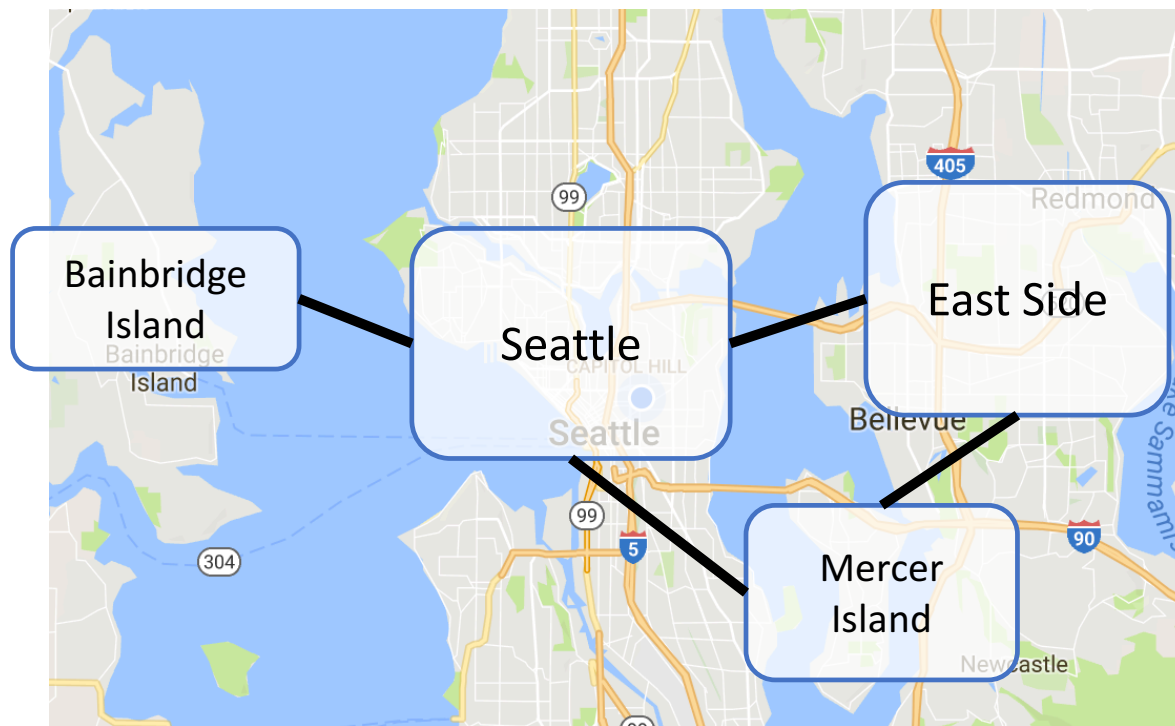 405
Redmond
99
Bainbridge
Island
East Side
Seattle
Bainbridge
Island
CAPITOL HILL
Bellevue
Seattle
99
5
90
304
Mercer
Island
Newcastle